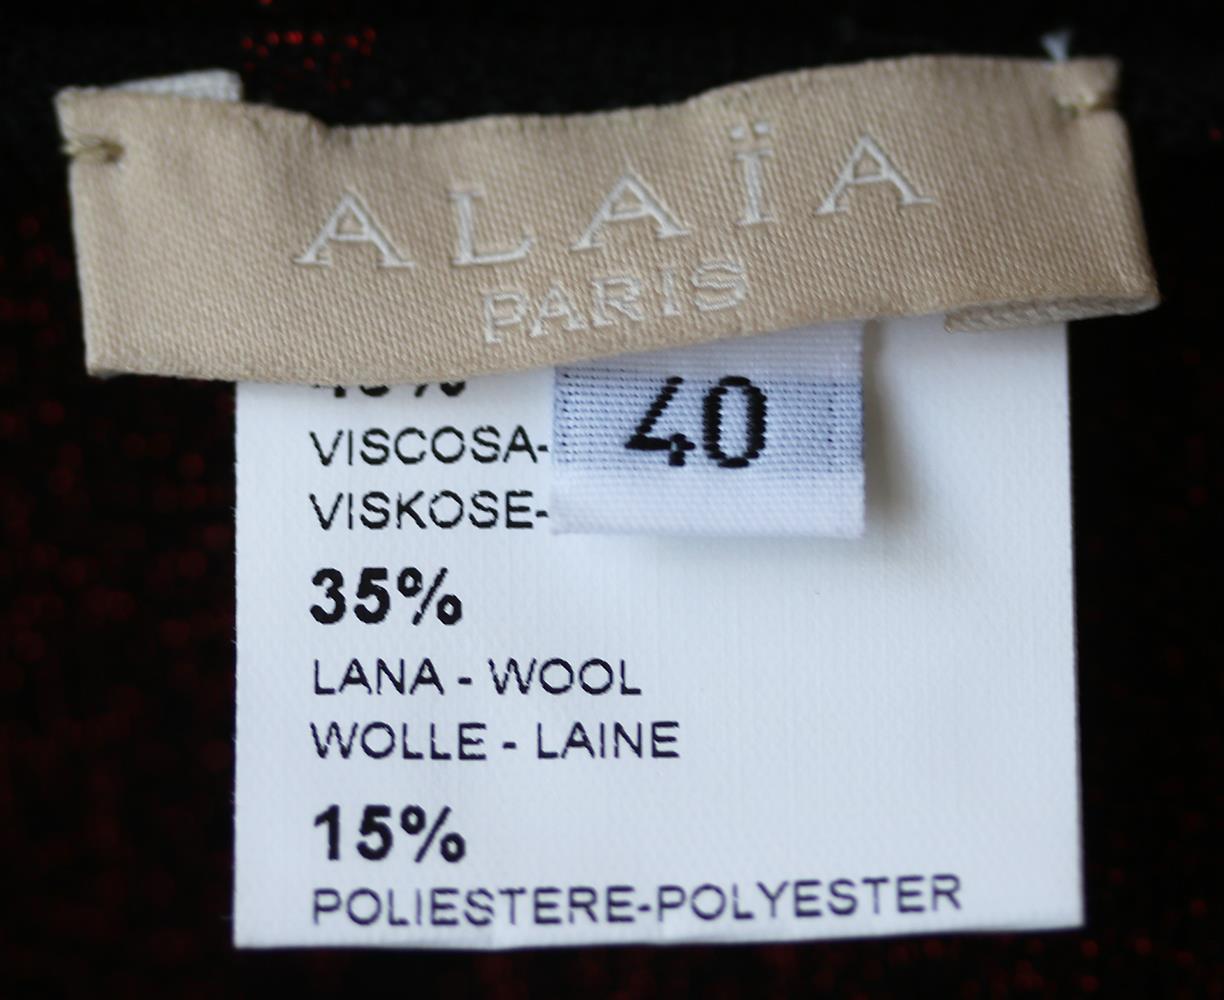 ALAÏA
PARIS
40
VISCOSA-
VISKOSE-
35%
LANA - WOOL
WOLLE - LAINE
15%
POLIESTERE-POLYESTER